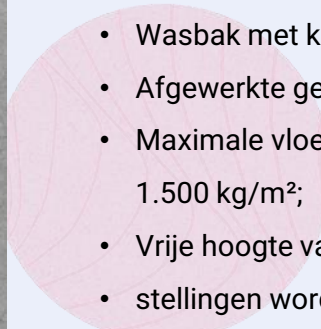 • Wasbak met k
• Afgewerkte ge
• Maximale vloe
1.500 kg/m²;
• Vrije hoogte va
• stellingen word